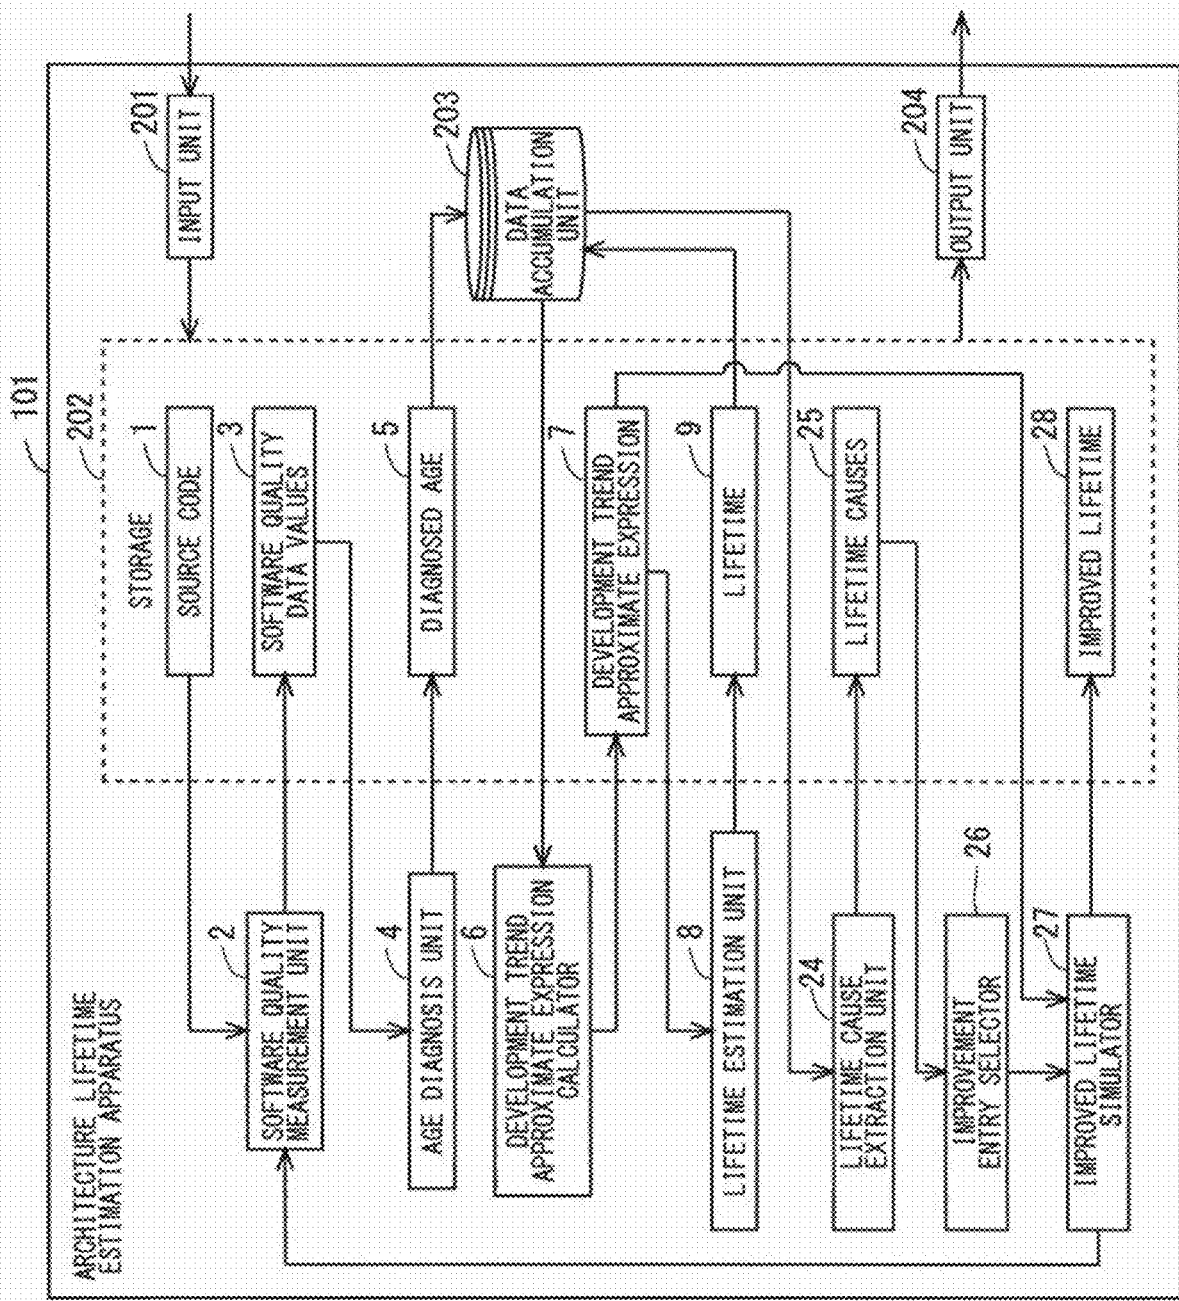 101
ARCHITECTURE LIFETIME
ESTIMATION APPARATUS
202
STORAGE
201
INPUT UNIT
1
SOURCE CODE
2
SOFTWARE QUALITY
MEASUREMENT UNIT
3
SOFTWARE QUALITY
DATA VALUES
4
AGE DIAGNOSIS UNIT
5
DIAGNOSED AGE
203
DATA
ACCUMULATION
UNIT
6
DEVELOPMENT TREND
APPROXIMATE EXPRESSION
CALCULATOR
7
DEVELOPMENT TREND
APPROXIMATE EXPRESSION
8
LIFETIME ESTIMATION UNIT
9
LIFETIME
24
LIFETIME CAUSE
EXTRACTION UNIT
25
LIFETIME CAUSES
26
IMPROVEMENT
ENTRY SELECTOR
204
OUTPUT UNIT
27
IMPROVED LIFETIME
SIMULATOR
28
IMPROVED LIFETIME